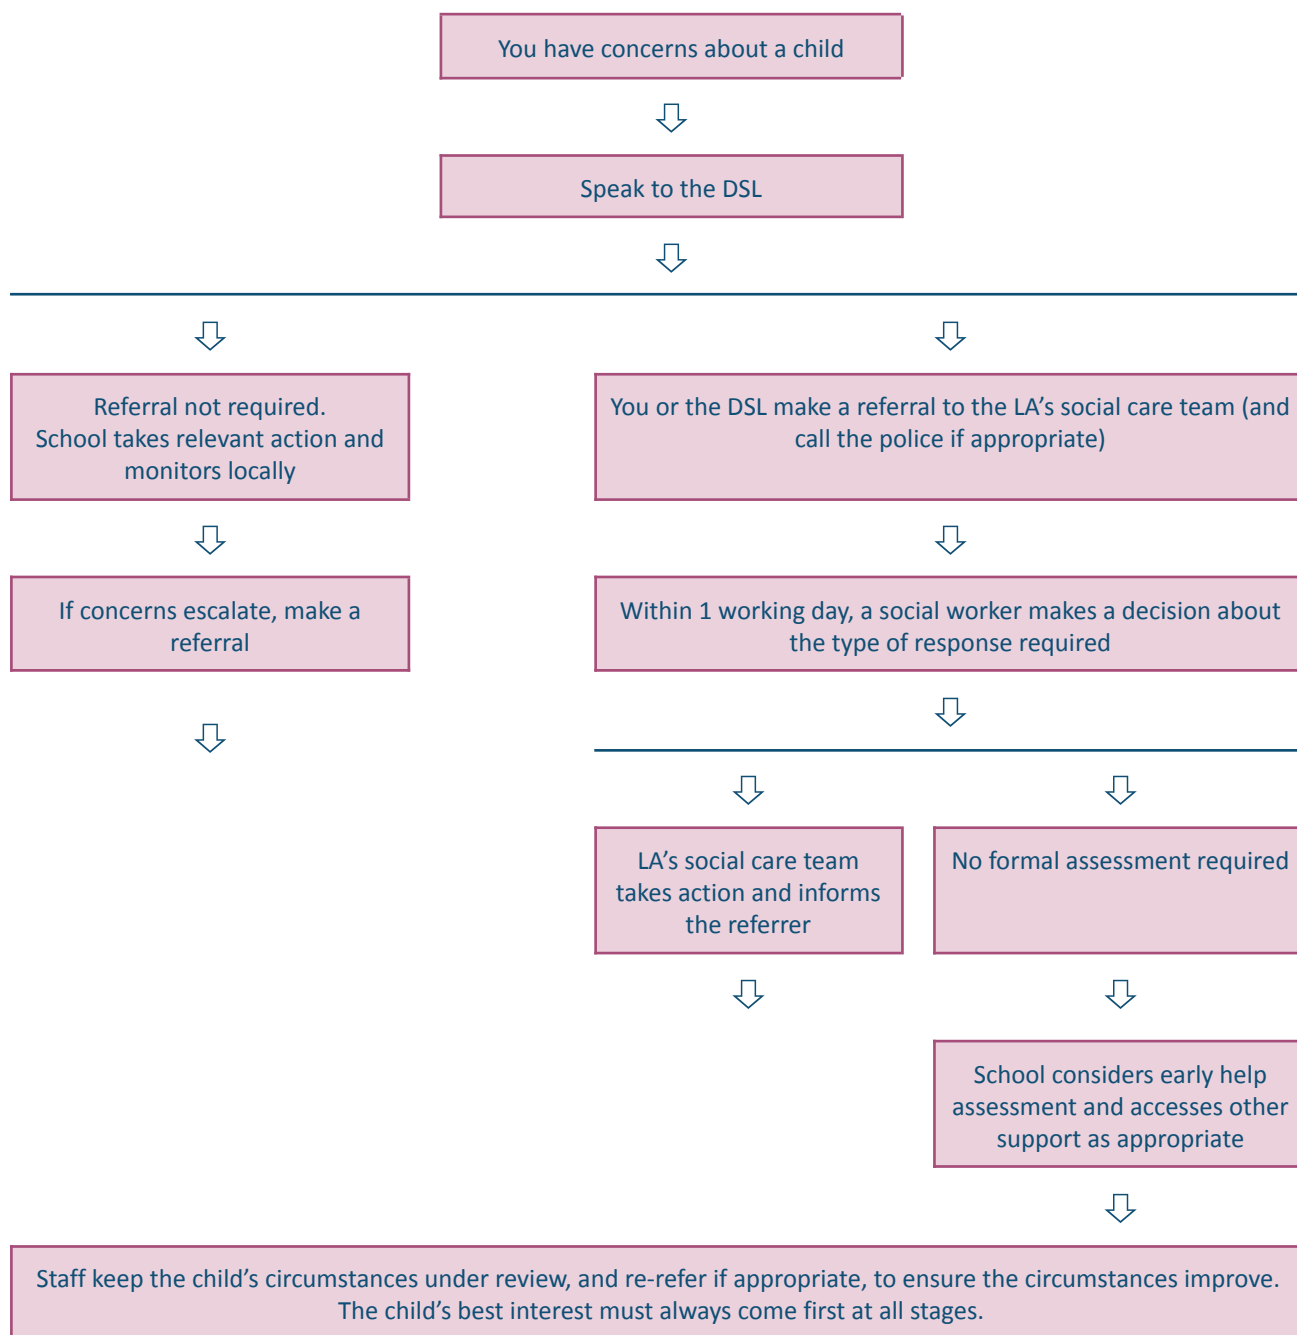 You have concerns about a child
Speak to the DSL
Referral not required.
School takes relevant action and
monitors locally
You or the DSL make a referral to the LA’s social care team (and
call the police if appropriate)
If concerns escalate, make a
referral
Within 1 working day, a social worker makes a decision about
the type of response required
LA’s social care team
takes action and informs
the referrer
No formal assessment required
School considers early help
assessment and accesses other
support as appropriate
Staff keep the child’s circumstances under review, and re-refer if appropriate, to ensure the circumstances improve.
The child’s best interest must always come first at all stages.